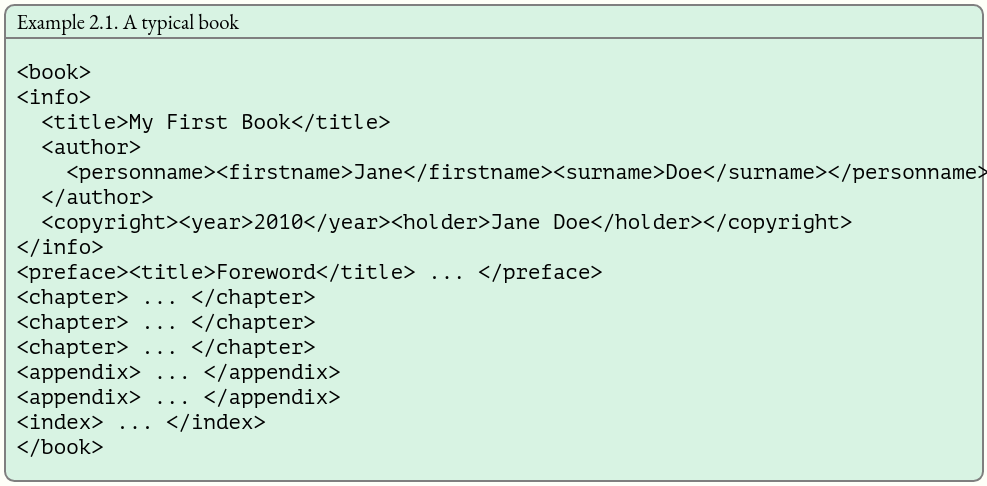 Example 2.1. A typical book
<book>
<info>
  <title>My First Book</title>
  <author>
    <personname><firstname>Jane</firstname><surname>Doe</surname></personname>
  </author>
  <copyright><year>2010</year><holder>Jane Doe</holder></copyright>
</info>
<preface><title>Foreword</title> ... </preface>
<chapter> ... </chapter>
<chapter> ... </chapter>
<chapter> ... </chapter>
<appendix> ... </appendix>
<appendix> ... </appendix>
<index> ... </index>
</book>